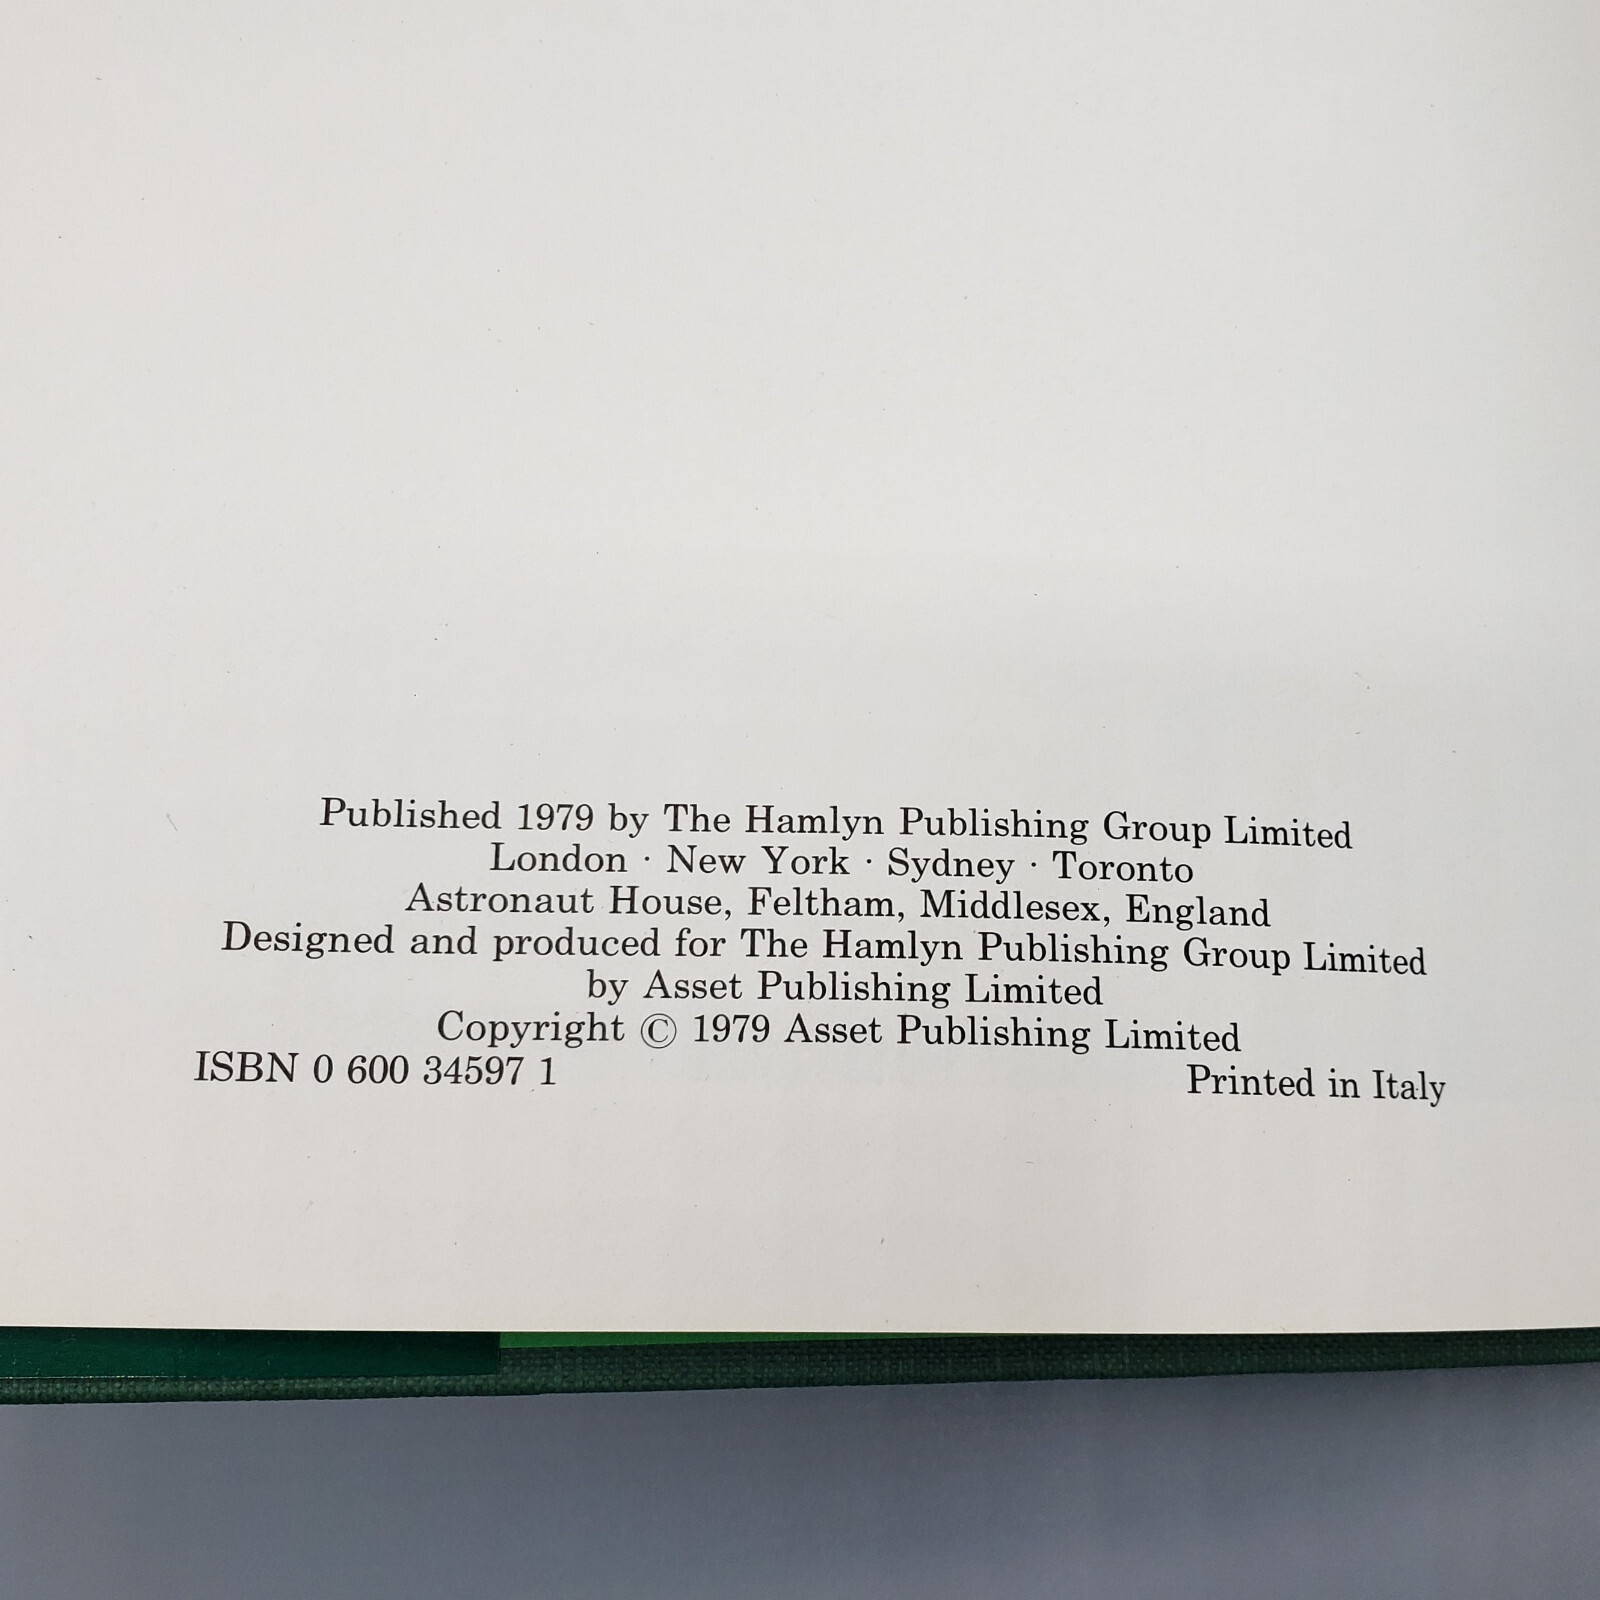 Published 1979 by The Hamlyn Publishing Group Limited
London · New York · Sydney · Toronto
Astronaut House, Feltham, Middlesex, England
Designed and produced for The Hamlyn Publishing Group Limited
by Asset Publishing Limited
Copyright © 1979 Asset Publishing Limited
ISBN 0 600 34597 1 Printed in Italy